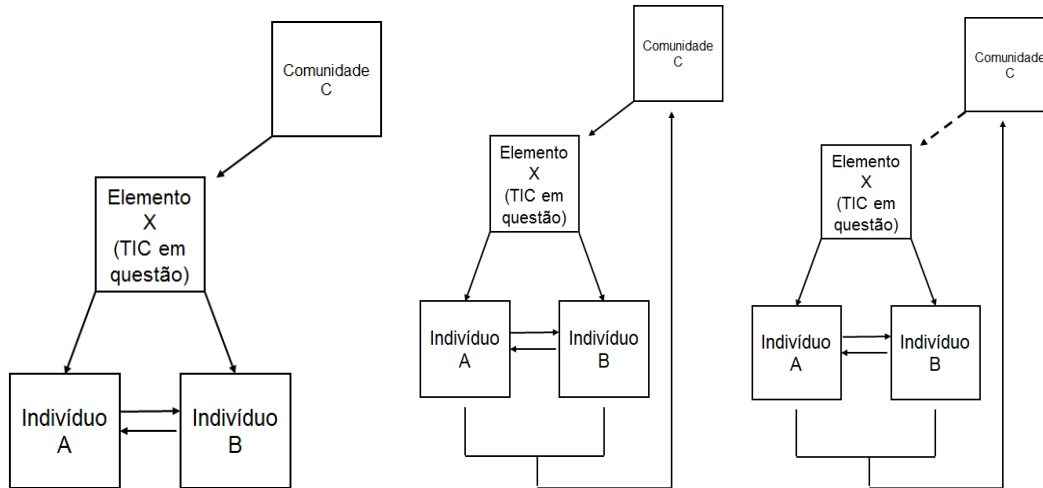 Comunidade
C
Elemento
X
(TIC em
questão)
Indivíduo
A
Indivíduo
B
Comunidade
C
Elemento
X
(TIC em
questão)
Indivíduo
A
Indivíduo
B
Comunidade
C
Elemento
X
(TIC em
questão)
Indivíduo
A
Indivíduo
B